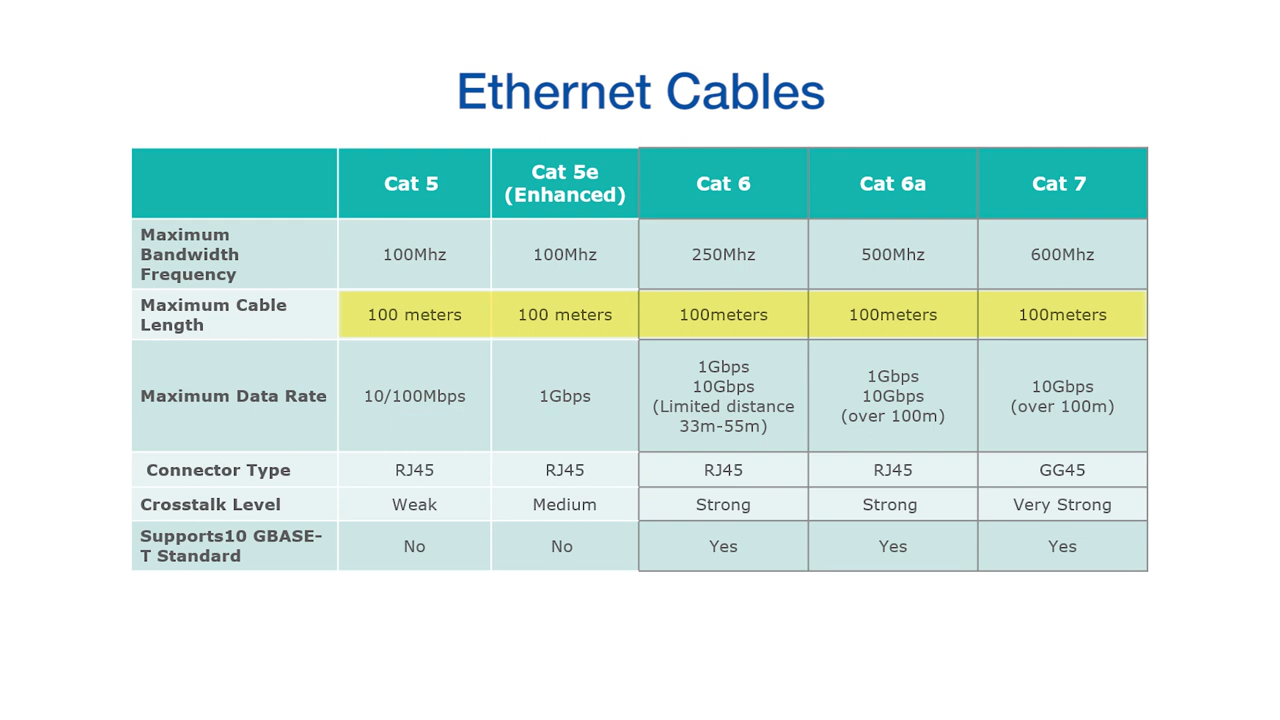 Ethernet Cables
Cat 5
Cat 5e
(Enhanced)
Cat 6
Cat 6a
Cat 7
Maximum
Bandwidth
Frequency
100Mhz
100Mhz
250Mhz
500Mhz
600Mhz
Maximum Cable
Length
100 meters
100 meters
100meters
100meters
100meters
Maximum Data Rate
10/100Mbps
1Gbps
1Gbps
10Gbps
(Limited distance
33m-55m)
1Gbps
10Gbps
(over 100m)
10Gbps
(over 100m)
Connector Type
RJ45
RJ45
RJ45
RJ45
GG45
Crosstalk Level
Weak
Medium
Strong
Strong
Very Strong
Supports10 GBASE-
T Standard
No
No
Yes
Yes
Yes